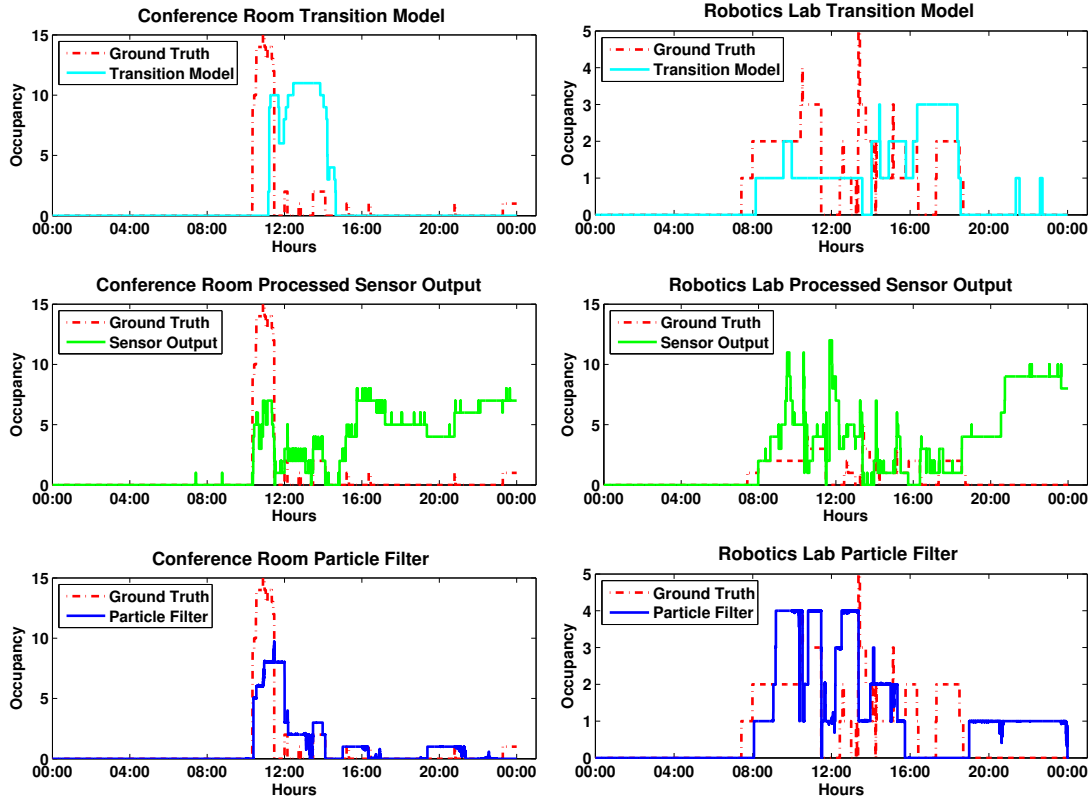 Conference Room Transition Model
15
10
5
0
Occupancy
Ground Truth
Transition Model
00:00 04:00 08:00 12:00 16:00 20:00 00:00
Hours
Robotics Lab Transition Model
5
4
3
2
1
0
Occupancy
Ground Truth
Transition Model
00:00 04:00 08:00 12:00 16:00 20:00 00:00
Hours
Conference Room Processed Sensor Output
15
10
5
0
Occupancy
Ground Truth
Sensor Output
00:00 04:00 08:00 12:00 16:00 20:00 00:00
Hours
Robotics Lab Processed Sensor Output
15
10
5
0
Occupancy
Ground Truth
Sensor Output
00:00 04:00 08:00 12:00 16:00 20:00 00:00
Hours
Conference Room Particle Filter
15
10
5
0
Occupancy
Ground Truth
Particle Filter
00:00 04:00 08:00 12:00 16:00 20:00 00:00
Hours
Robotics Lab Particle Filter
5
4
3
2
1
0
Occupancy
Ground Truth
Particle Filter
00:00 04:00 08:00 12:00 16:00 20:00 00:00
Hours